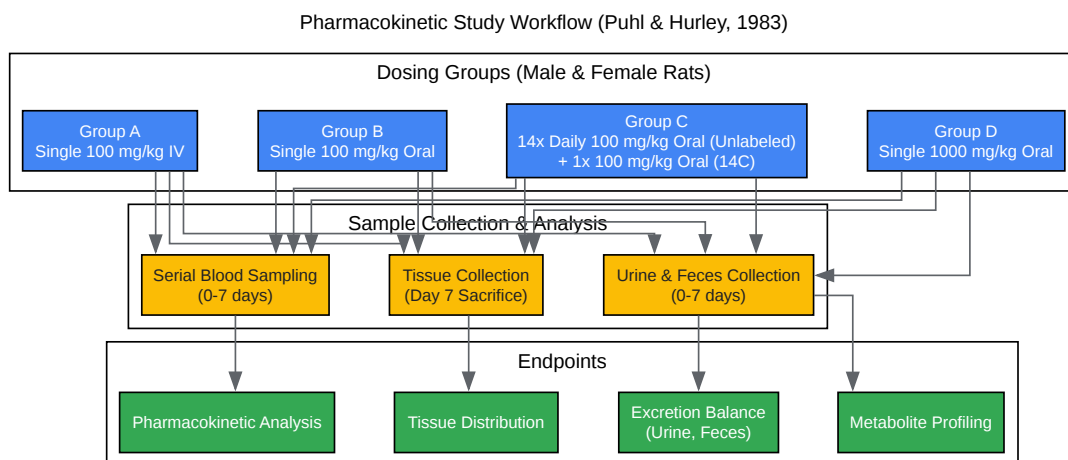 Pharmacokinetic Study Workflow (Puhl & Hurley, 1983)
Dosing Groups (Male & Female Rats)
Group A
Single 100 mg/kg IV
Group B
Single 100 mg/kg Oral
Group C
14x Daily 100 mg/kg Oral (Unlabeled)
+ 1x 100 mg/kg Oral (14C)
Group D
Single 1000 mg/kg Oral
Sample Collection & Analysis
Serial Blood Sampling
(0-7 days)
Tissue Collection
(Day 7 Sacrifice)
Urine & Feces Collection
(0-7 days)
Endpoints
Pharmacokinetic Analysis
Tissue Distribution
Excretion Balance
(Urine, Feces)
Metabolite Profiling